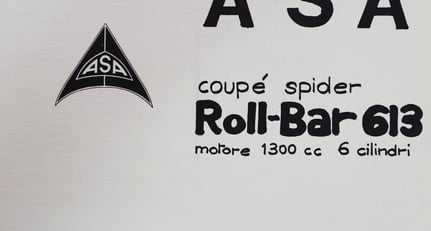 ASA
ASA
coupé spider
Roll-Bar 613
motore 1300 cc 6 cilindri